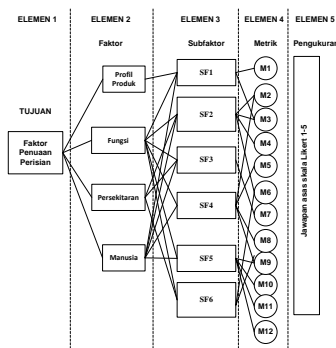 ELEMEN 1
ELEMEN 2
ELEMEN 3
ELEMEN 4
ELEMEN 5
Faktor
Subfaktor
Metrik
Pengukuran
TUJUAN
Faktor
Penuaan
Perisian
Profil
Produk
Fungsi
Persekitaran
Manusia
SF1
SF2
SF3
SF4
SF5
SF6
M1
M2
M3
M4
M5
M6
M7
M8
M9
M10
M11
M12
Jawapan asas skala Likert 1-5